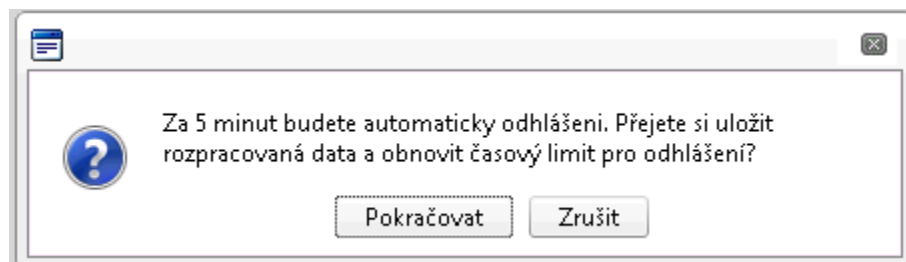 Za 5 minut budete automaticky odhlášeni. Přejete si uložit
rozpracovaná data a obnovit časový limit pro odhlášení?
Pokračovat Zrušit